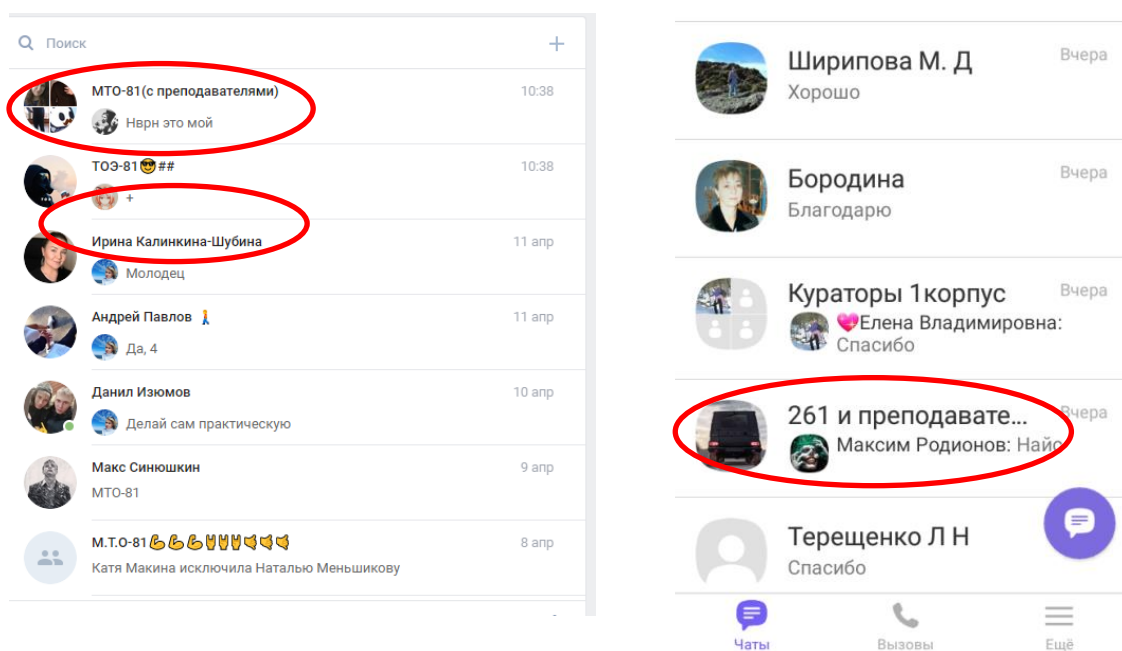 Поиск
МТО-81(с преподавателями) 10:38
Нврн это мой
ТОЭ-81😎## 10:38
+
Ирина Калинкина-Шубина 11 апр
Молодец
Андрей Павлов 11 апр
Да, 4
Данил Изюмов 10 апр
Делай сам практическую
Макс Синюшкин 9 апр
МТО-81
М.Т.О-81💪💪💪🤘🤘🤘🤙🤙🤙 8 апр
Катя Макина исключила Наталью Меньшикову
Ширипова М. Д Вчера
Хорошо
Бородина Вчера
Благодарю
Кураторы 1корпус Вчера
💖Елена Владимировна:
Спасибо
261 и преподавате... Вчера
Максим Родионов: Найс
Терещенко Л Н
Спасибо
Чаты Вызовы Ещё